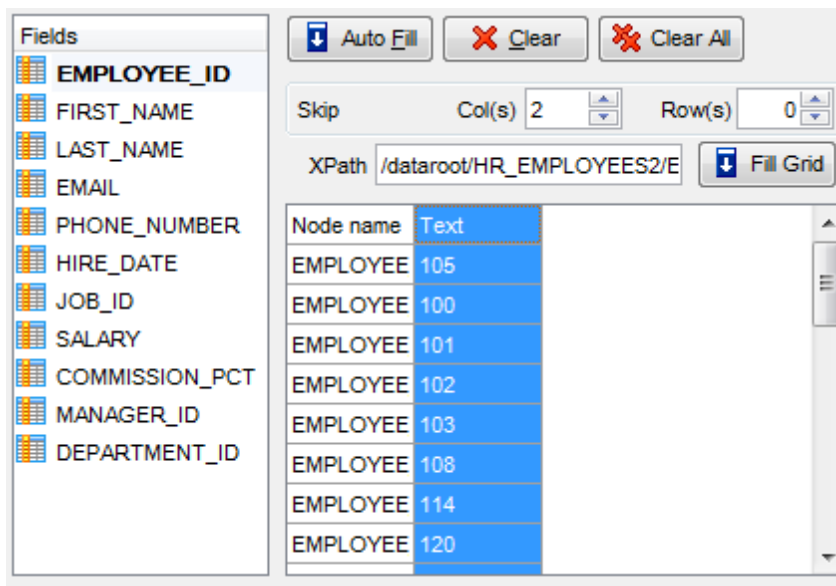 Fields
EMPLOYEE_ID
FIRST_NAME
LAST_NAME
EMAIL
PHONE_NUMBER
HIRE_DATE
JOB_ID
SALARY
COMMISSION_PCT
MANAGER_ID
DEPARTMENT_ID
Auto Fill Clear Clear All
Skip Col(s) 2 Row(s) 0
XPath /dataroot/HR_EMPLOYEES2/E Fill Grid
Node name Text
EMPLOYEE 105
EMPLOYEE 100
EMPLOYEE 101
EMPLOYEE 102
EMPLOYEE 103
EMPLOYEE 108
EMPLOYEE 114
EMPLOYEE 120